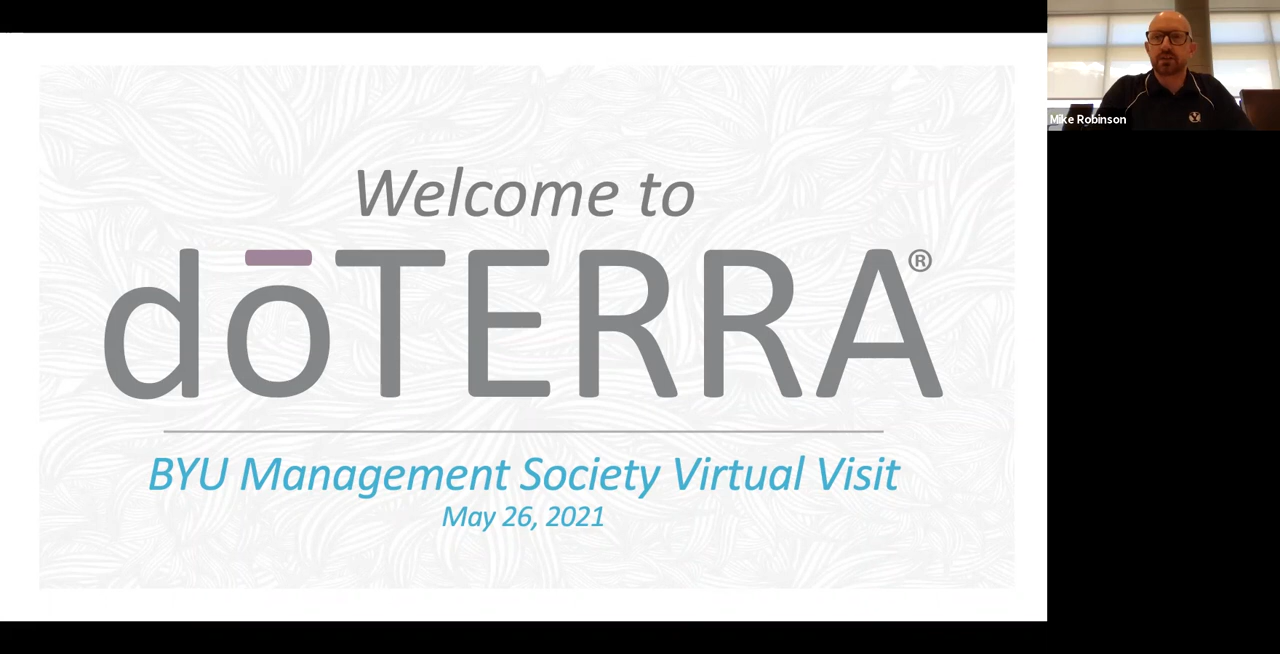 Welcome to
dōTERRA®
BYU Management Society Virtual Visit
May 26, 2021
Mike Robinson